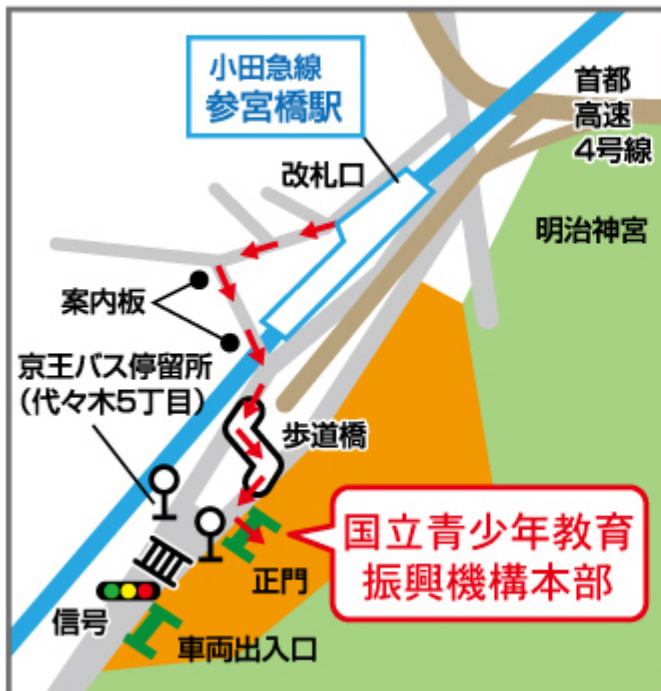 小田急線
参宮橋駅
首都
高速
4号線
改札口
明治神宮
案内板
京王バス停留所
(代々木5丁目)
歩道橋
国立青少年教育
振興機構本部
正門
信号
車両出入口